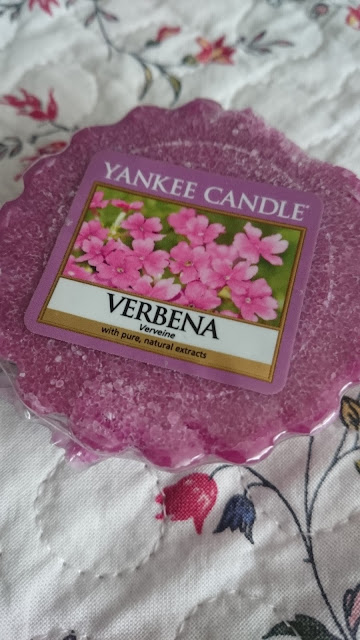 YANKEE CANDLE®
VERBENA
Verveine
with pure, natural extracts